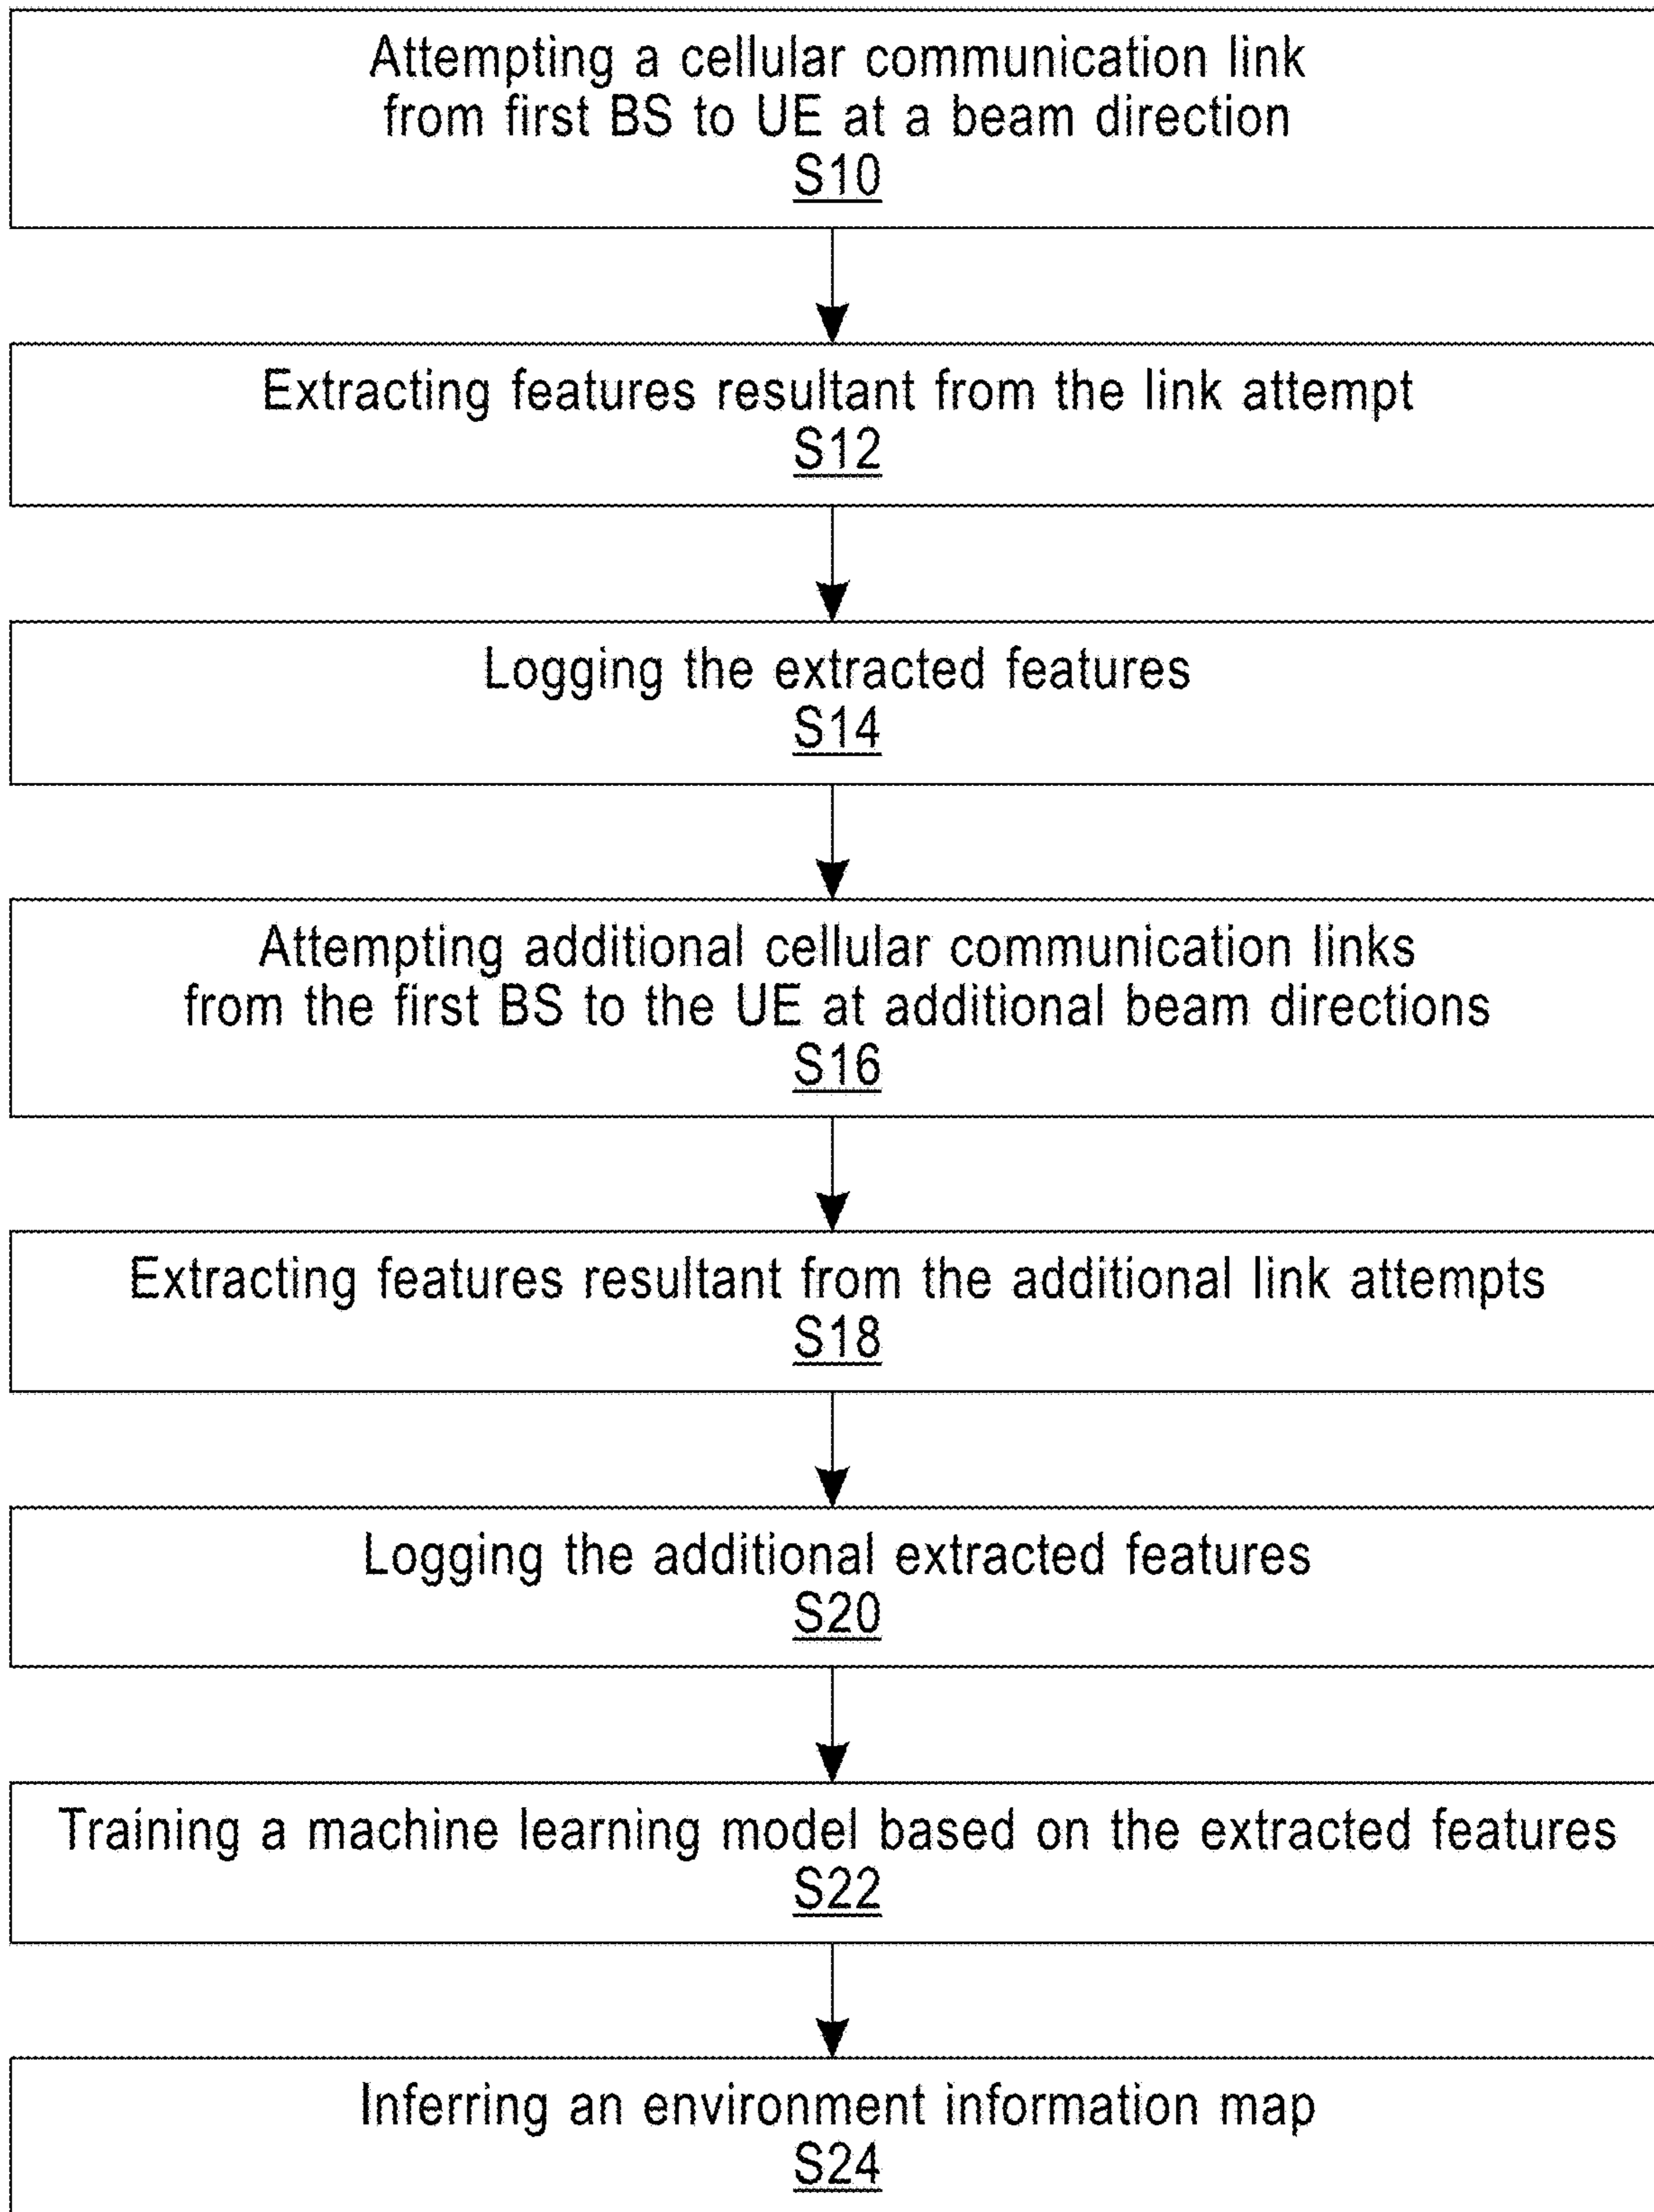 Attempting a cellular communication link
from first BS to UE at a beam direction
S10
Extracting features resultant from the link attempt
S12
Logging the extracted features
S14
Attempting additional cellular communication links
from the first BS to the UE at additional beam directions
S16
Extracting features resultant from the additional link attempts
S18
Logging the additional extracted features
S20
Training a machine learning model based on the extracted features
S22
Inferring an environment information map
S24